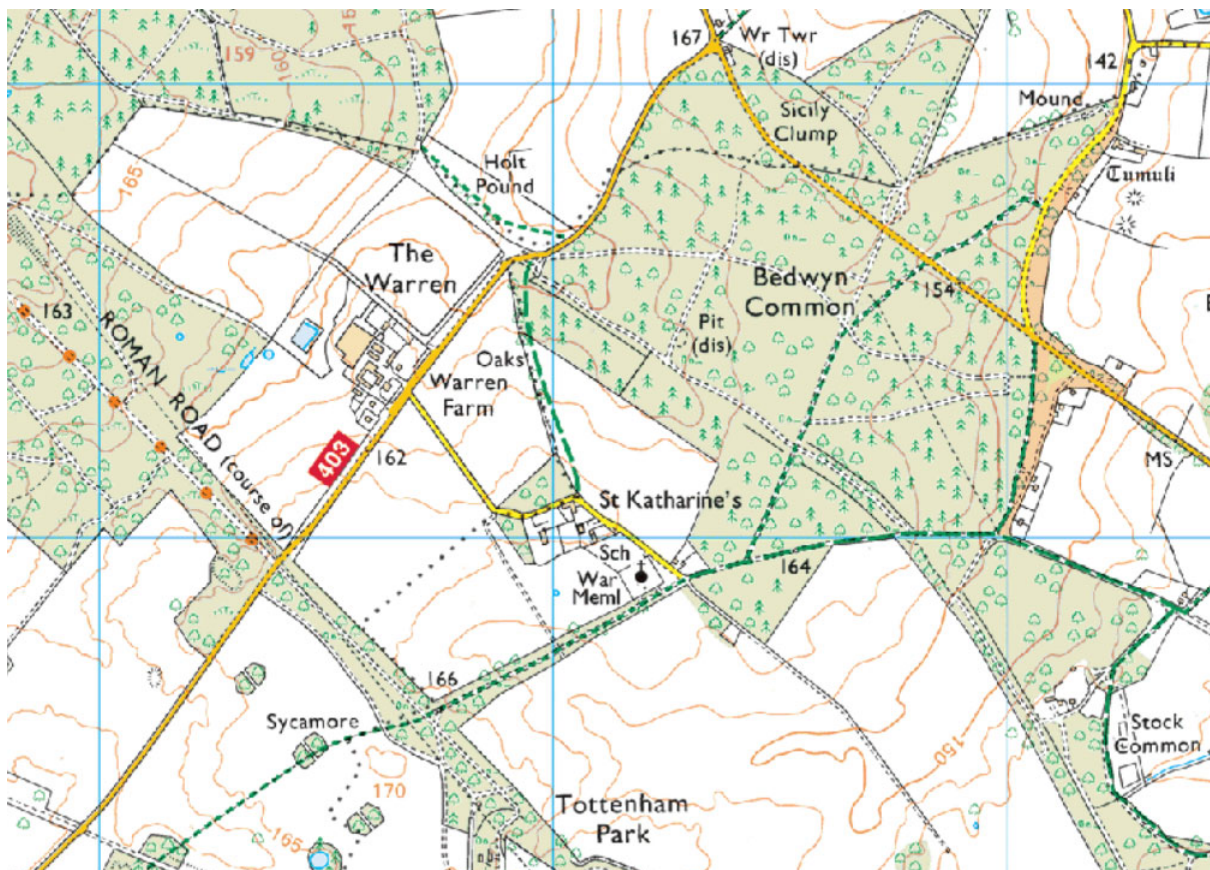 159
160
167
Wr Twr
(dis)
142
Mound
Sicily
Clump
165
Holt
Pound
Tumuli
The
Warren
Bedwyn
Common
154
163
Pit
(dis)
ROMAN ROAD (course of)
Oaks
Warren
Farm
403
162
MS
St Katharine's
Sch
War
Meml
164
166
Sycamore
Stock
Common
150
170
Tottenham
Park
165